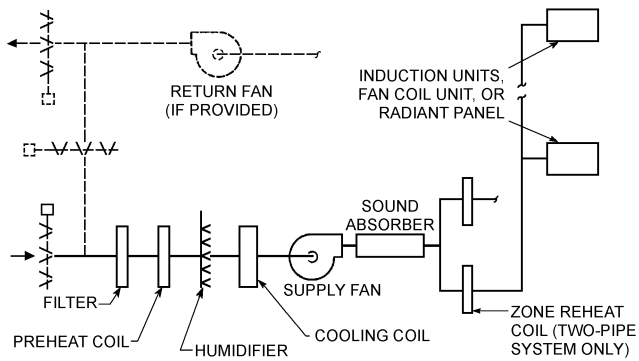 RETURN FAN
(IF PROVIDED)
INDUCTION UNITS,
FAN COIL UNIT, OR
RADIANT PANEL
SOUND
ABSORBER
SUPPLY FAN
FILTER
PREHEAT COIL
HUMIDIFIER
COOLING COIL
ZONE REHEAT
COIL (TWO-PIPE
SYSTEM ONLY)